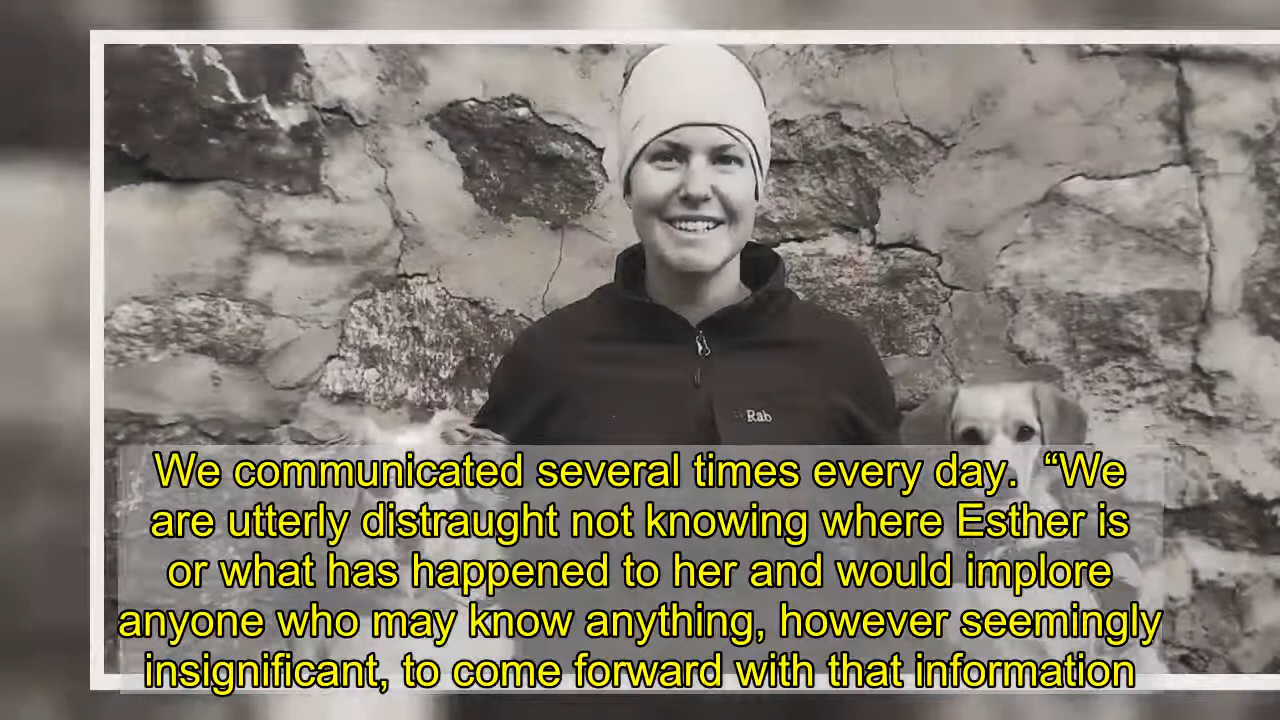 Rab
We communicated several times every day. “We
are utterly distraught not knowing where Esther is
or what has happened to her and would implore
anyone who may know anything, however seemingly
insignificant, to come forward with that information